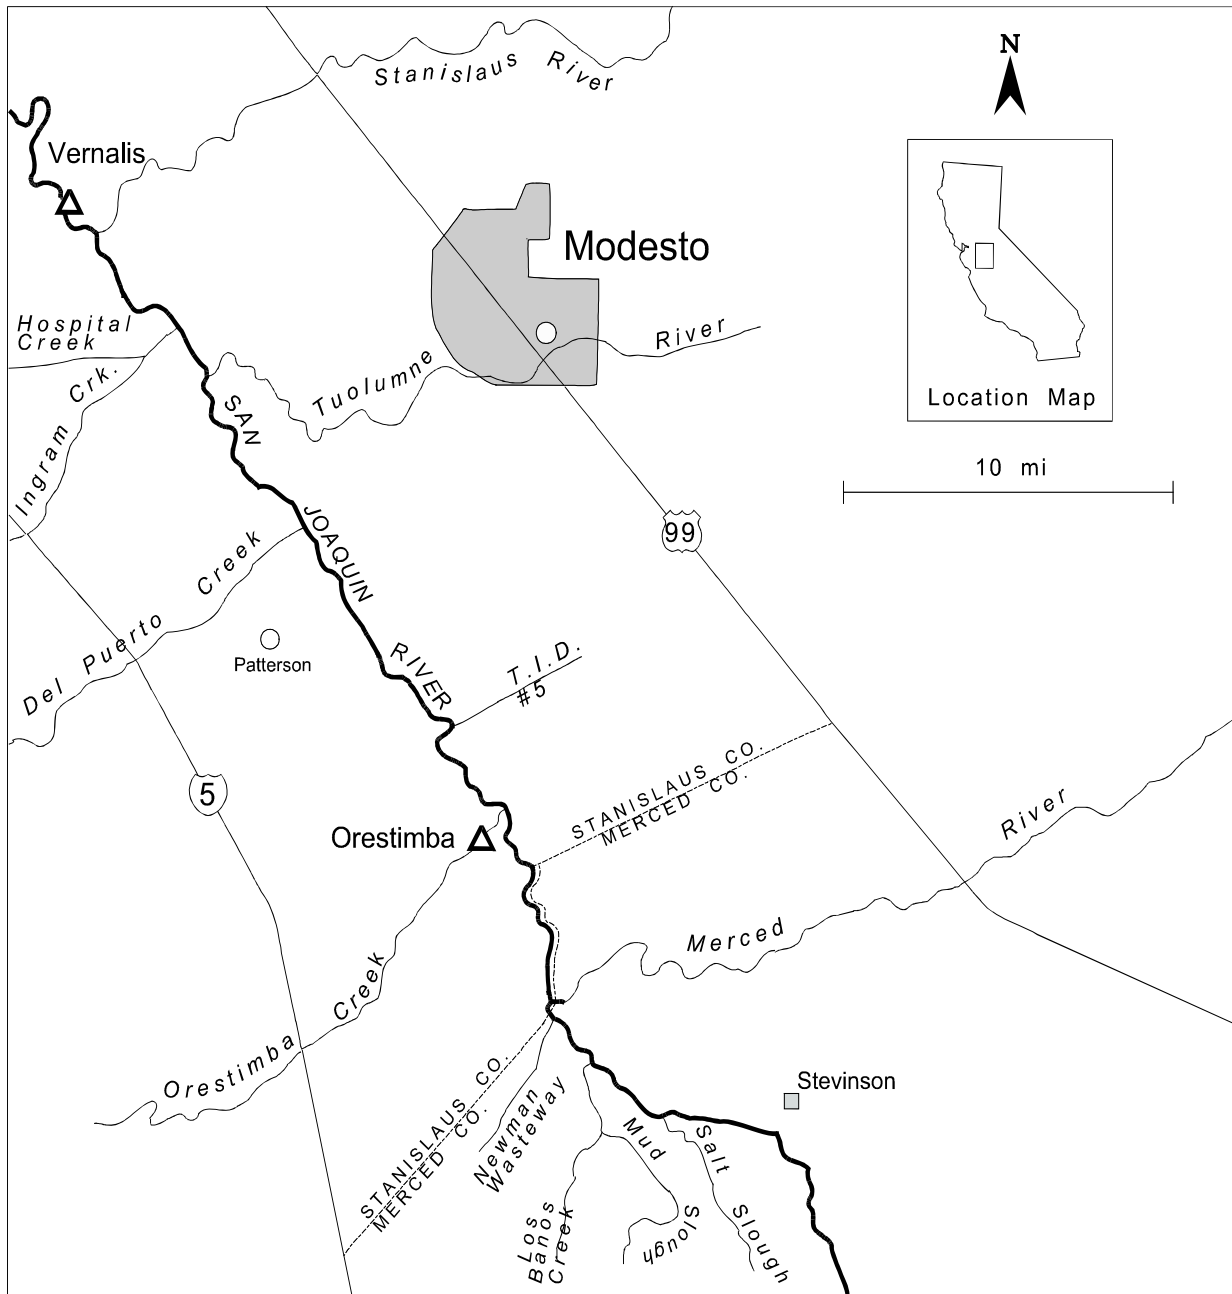 Stanislaus River
N
Vernalis
Modesto
Hospital
Creek
River
Tuolumne
Ingram Crk.
Location Map
SAN
JOAQUIN
RIVER
10 mi
99
Del Puerto Creek
Patterson
T.I.D.
#5
STANISLAUS CO.
MERCED CO.
5
Orestimba
River
Merced
Orestimba Creek
Stevinson
STANISLAUS CO.
MERCED CO.
Newman
Wasteway
Mud
Slough
Salt
Slough
Los
Banos
Creek